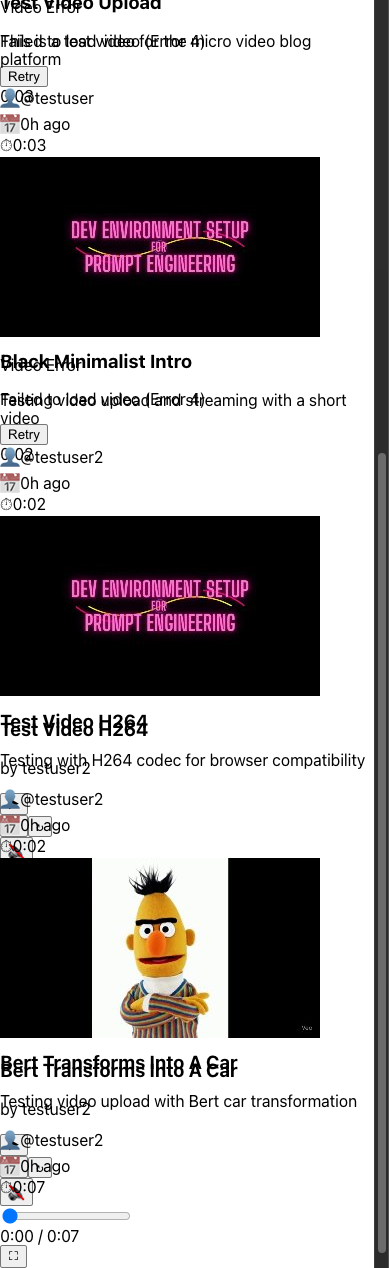 Test Video Upload
Video Error
This is a test video for the micro video blog
platform
Failed to load video (Error 4)
Retry
0:03
@testuser
0h ago
0:03
DEV ENVIRONMENT SETUP
FOR
PROMPT ENGINEERING
Black Minimalist Intro
Video Error
Testing video upload and streaming with a short
video
Failed to load video (Error 4)
Retry
0:02
@testuser2
0h ago
0:02
DEV ENVIRONMENT SETUP
FOR
PROMPT ENGINEERING
Test Video H264
Test Video H264
Testing with H264 codec for browser compatibility
by testuser2
@testuser2
0h ago
0:02
Veo
Bert Transforms Into A Car
Bert Transforms Into A Car
Testing video upload with Bert car transformation
by testuser2
@testuser2
0h ago
0:07
0:00 / 0:07